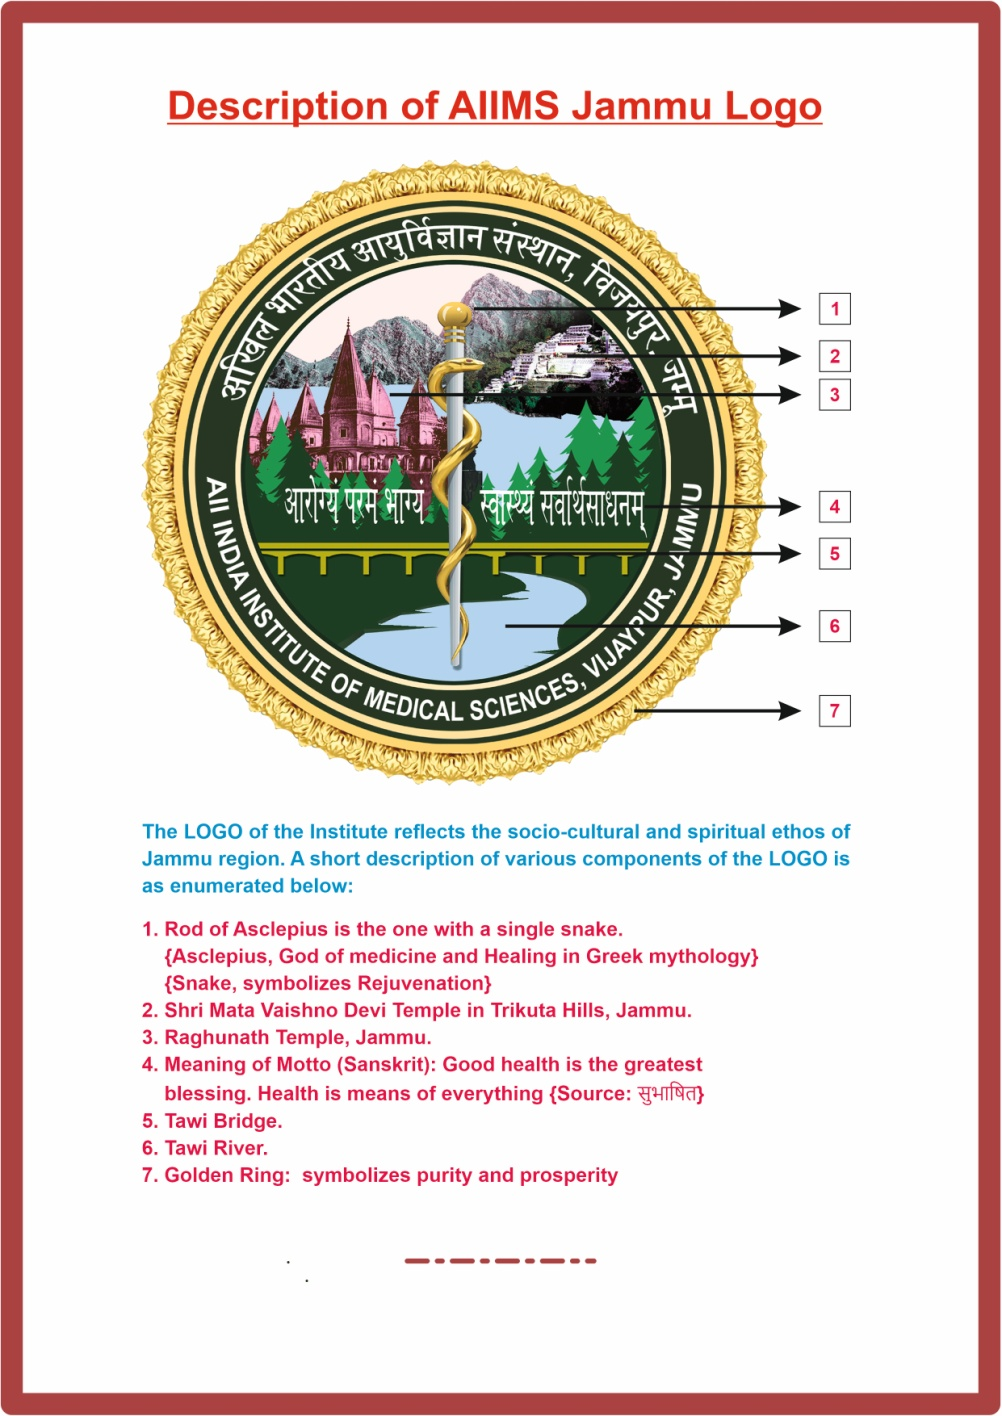 Description of AIIMS Jammu Logo
अखिल भारतीय आयुर्विज्ञान संस्थान, विजयपुर, जम्मू
1
2
3
आरोग्यं परमं भाग्यं स्वास्थ्यं सर्वार्थसाधनम्
4
5
6
All INDIA INSTITUTE OF MEDICAL SCIENCES, VIJAYPUR, JAMMU
7
The LOGO of the Institute reflects the socio-cultural and spiritual ethos of
Jammu region. A short description of various components of the LOGO is
as enumerated below:
1. Rod of Asclepius is the one with a single snake.
{Asclepius, God of medicine and Healing in Greek mythology}
{Snake, symbolizes Rejuvenation}
2. Shri Mata Vaishno Devi Temple in Trikuta Hills, Jammu.
3. Raghunath Temple, Jammu.
4. Meaning of Motto (Sanskrit): Good health is the greatest
blessing. Health is means of everything {Source: सुभाषित}
5. Tawi Bridge.
6. Tawi River.
7. Golden Ring: symbolizes purity and prosperity